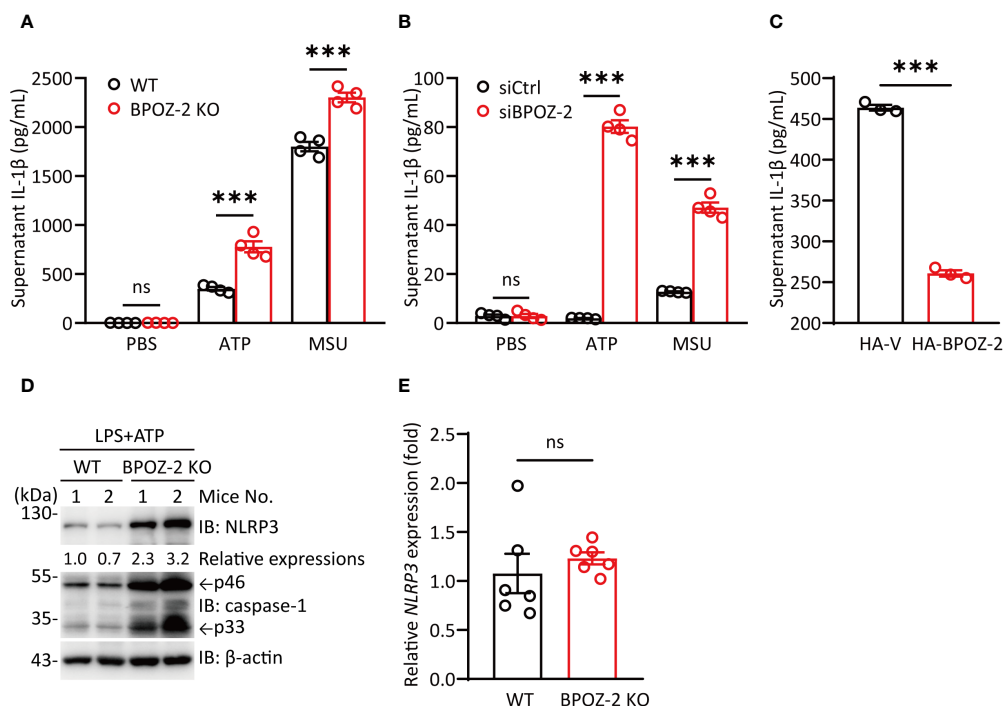 A
Supernatant IL-1β (pg/mL)
2500
2000
1500
1000
500
0
WT
BPOZ-2 KO
ns
***
***
PBS
ATP
MSU
B
Supernatant IL-1β (pg/mL)
100
80
60
40
20
0
siCtrl
siBPOZ-2
ns
***
***
PBS
ATP
MSU
C
Supernatant IL-1β (pg/mL)
500
450
400
350
300
250
200
***
HA-V
HA-BPOZ-2
D
LPS+ATP
WT BPOZ-2 KO
(kDa) 1 2 1 2 Mice No.
130-
IB: NLRP3
1.0 0.7 2.3 3.2 Relative expressions
55-
←p46
IB: caspase-1
35-
←p33
43-
IB: β-actin
E
Relative NLRP3 expression (fold)
2.5
2.0
1.5
1.0
0.5
0.0
ns
WT
BPOZ-2 KO